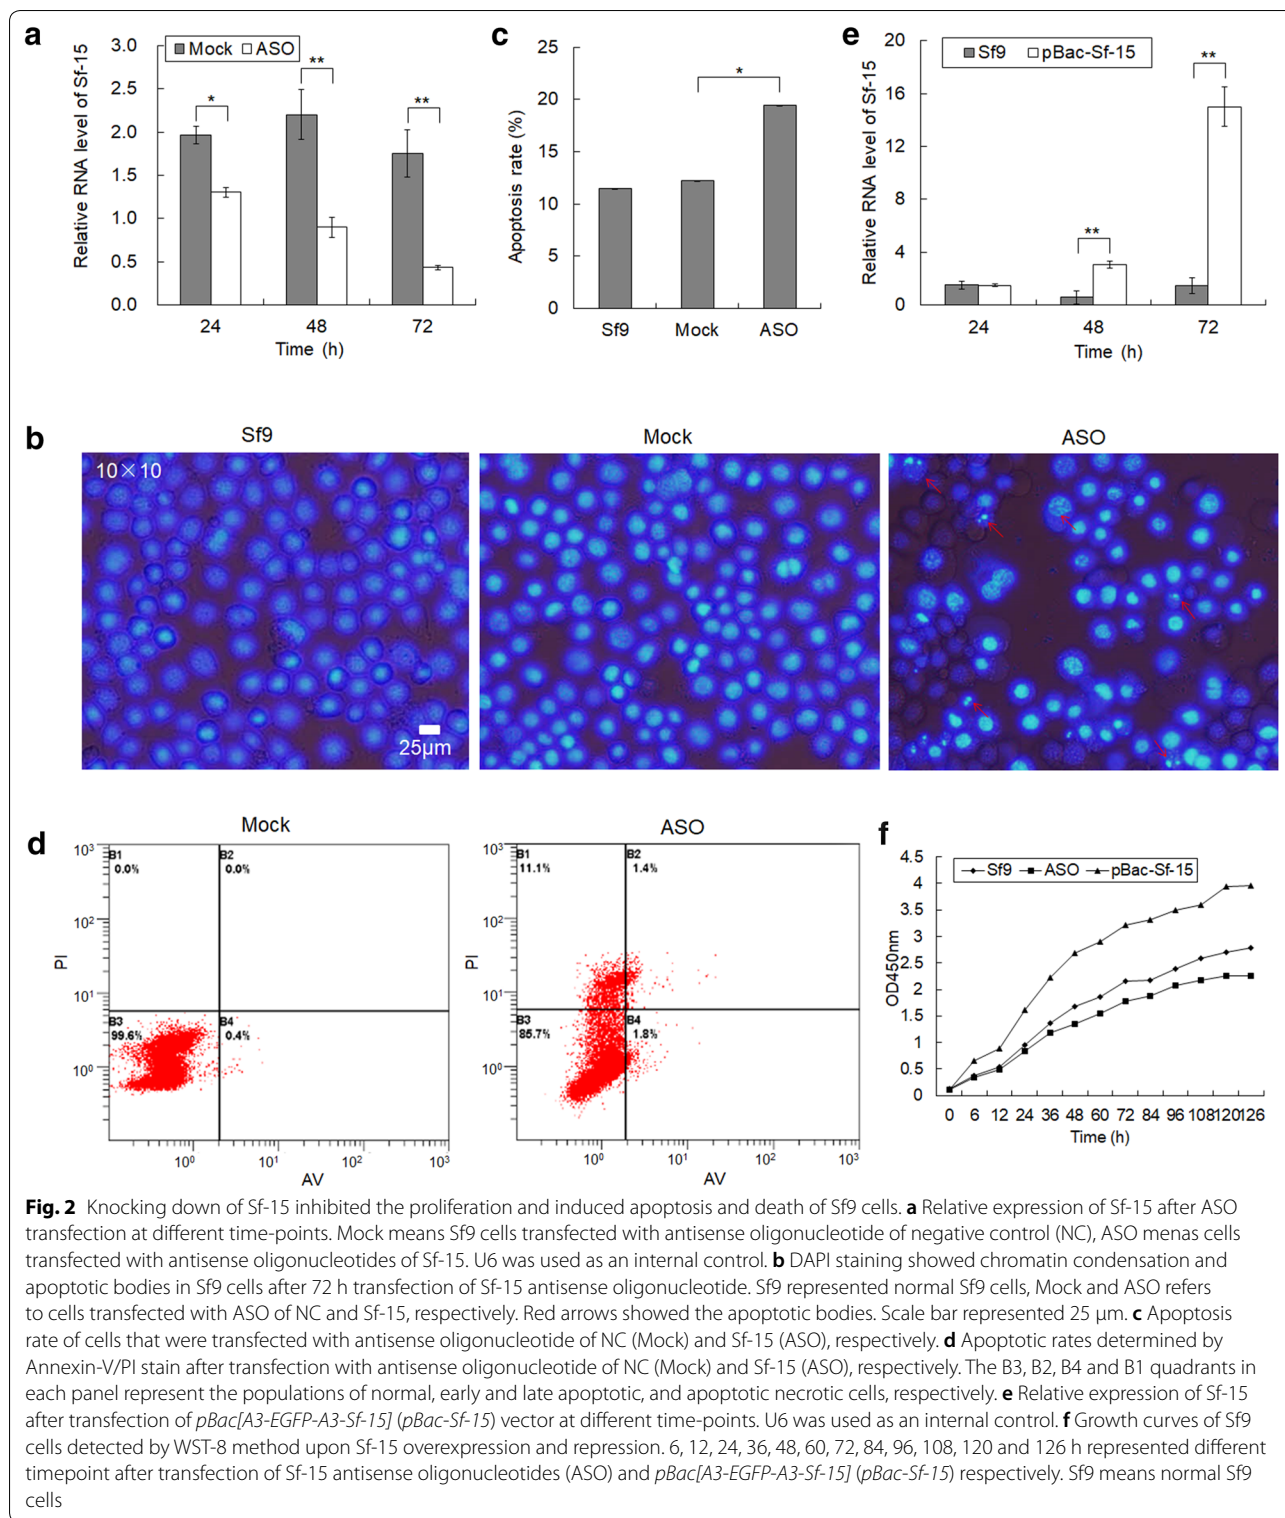 a
Relative RNA level of Sf-15
Mock ASO
3.0
2.5
2.0
1.5
1.0
0.5
0.0
*
**
**
24 48 72
Time (h)
c
Apoptosis rate (%)
25
20
15
10
5
0
*
Sf9 Mock ASO
e
Relative RNA level of Sf-15
Sf9 pBac-Sf-15
20
16
12
8
4
0
**
**
24 48 72
Time (h)
b
Sf9 Mock ASO
10×10
25μm
d
Mock
PI
10³
10²
10¹
10⁰
B1
0.0%
B2
0.0%
B3
99.6%
B4
0.4%
10⁰ 10¹ 10² 10³
AV
ASO
PI
10³
10²
10¹
10⁰
B1
11.1%
B2
1.4%
B3
85.7%
B4
1.8%
10⁰ 10¹ 10² 10³
AV
f
OD450nm
4.5
4
3.5
3
2.5
2
1.5
1
0.5
0
Sf9 ASO pBac-Sf-15
0 6 12 24 36 48 60 72 84 96 108 120 126
Time (h)
Fig. 2 Knocking down of Sf-15 inhibited the proliferation and induced apoptosis and death of Sf9 cells. a Relative expression of Sf-15 after ASO
transfection at different time-points. Mock means Sf9 cells transfected with antisense oligonucleotide of negative control (NC), ASO menas cells
transfected with antisense oligonucleotides of Sf-15. U6 was used as an internal control. b DAPI staining showed chromatin condensation and
apoptotic bodies in Sf9 cells after 72 h transfection of Sf-15 antisense oligonucleotide. Sf9 represented normal Sf9 cells, Mock and ASO refers
to cells transfected with ASO of NC and Sf-15, respectively. Red arrows showed the apoptotic bodies. Scale bar represented 25 μm. c Apoptosis
rate of cells that were transfected with antisense oligonucleotide of NC (Mock) and Sf-15 (ASO), respectively. d Apoptotic rates determined by
Annexin-V/PI stain after transfection with antisense oligonucleotide of NC (Mock) and Sf-15 (ASO), respectively. The B3, B2, B4 and B1 quadrants in
each panel represent the populations of normal, early and late apoptotic, and apoptotic necrotic cells, respectively. e Relative expression of Sf-15
after transfection of pBac[A3-EGFP-A3-Sf-15] (pBac-Sf-15) vector at different time-points. U6 was used as an internal control. f Growth curves of Sf9
cells detected by WST-8 method upon Sf-15 overexpression and repression. 6, 12, 24, 36, 48, 60, 72, 84, 96, 108, 120 and 126 h represented different
timepoint after transfection of Sf-15 antisense oligonucleotides (ASO) and pBac[A3-EGFP-A3-Sf-15] (pBac-Sf-15) respectively. Sf9 means normal Sf9
cells